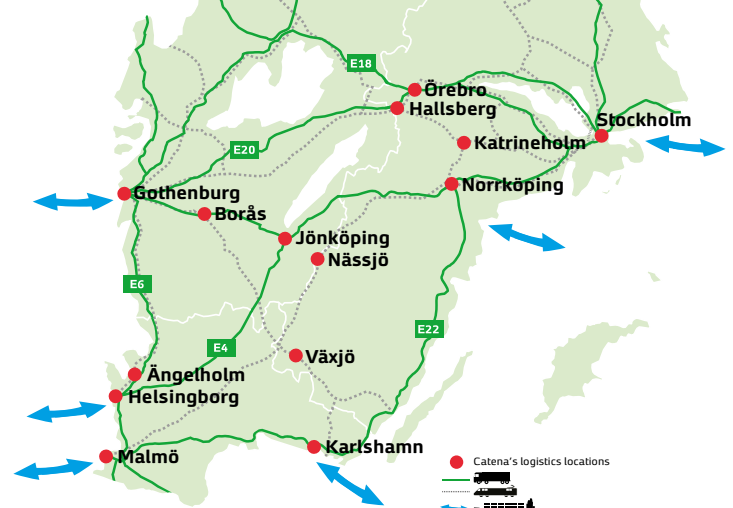 E18
Örebro
Hallsberg
Stockholm
Katrineholm
E20
Norrköping
Gothenburg
Borås
Jönköping
Nässjö
E6
E22
E4
Växjö
Ängelholm
Helsingborg
Karlshamn
Malmö
Catena's logistics locations